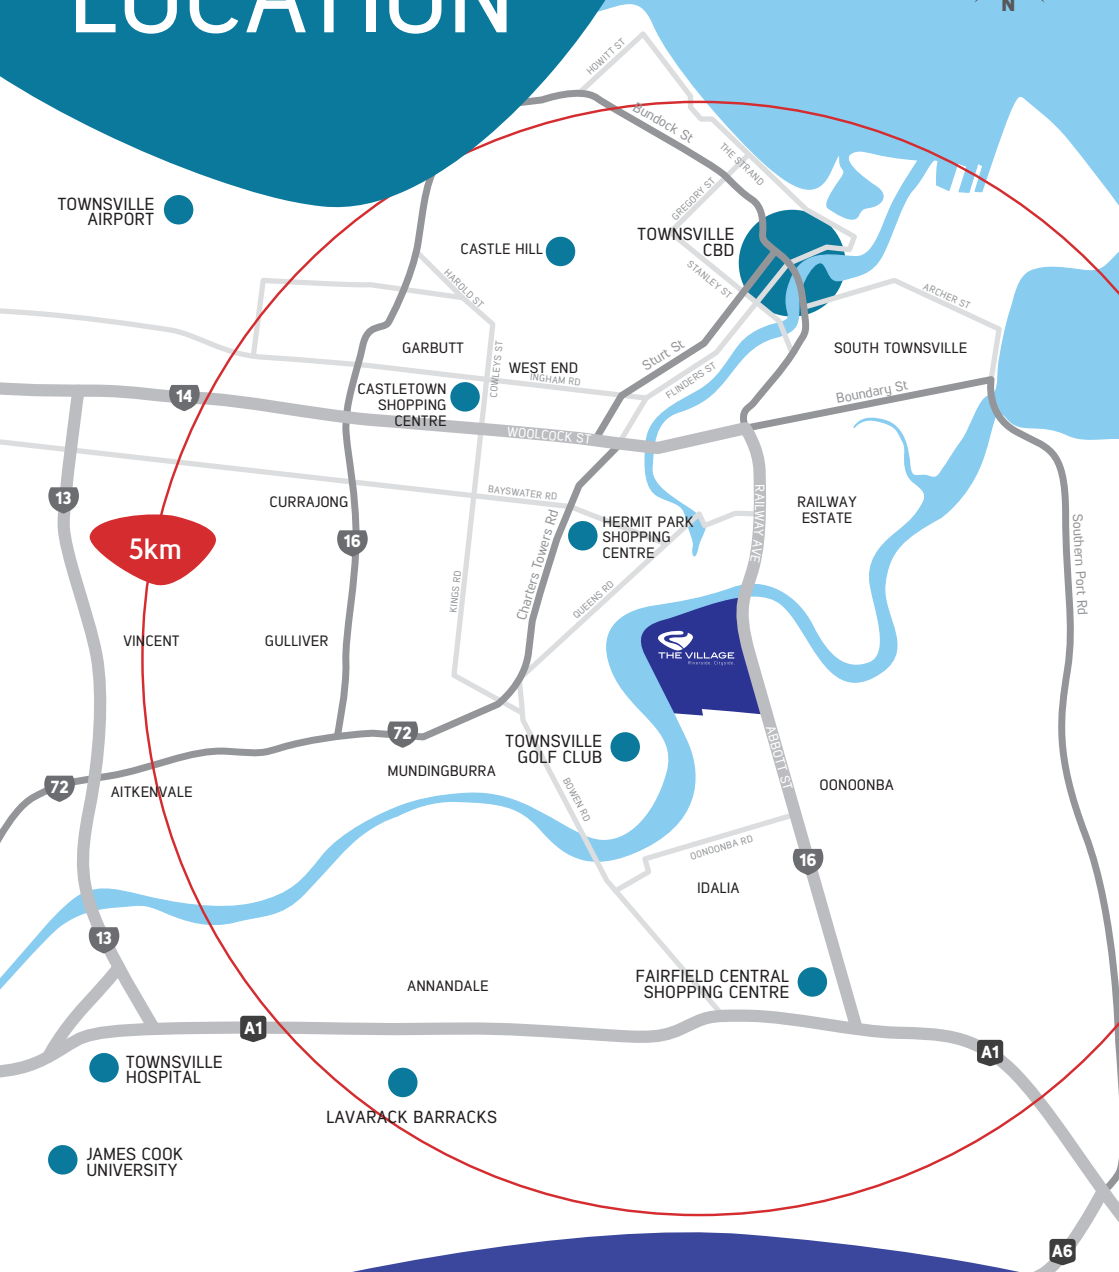 LOCATION
N
HOWITT ST
Bundock St
THE STRAND
GREGORY ST
TOWNSVILLE
AIRPORT
CASTLE HILL
TOWNSVILLE
CBD
STANLEY ST
HAROLD ST
ARCHER ST
GARBUTT
COWLEYS ST
WEST END
INGHAM RD
Sturt St
FLINDERS ST
SOUTH TOWNSVILLE
Boundary St
14
CASTLETOWN
SHOPPING
CENTRE
WOOLCOCK ST
13
CURRAJONG
BAYSWATER RD
RAILWAY AVE
RAILWAY
ESTATE
5km
16
HERMIT PARK
SHOPPING
CENTRE
Charters Towers Rd
Southern Port Rd
KINGS RD
QUEENS RD
VINCENT
GULLIVER
THE VILLAGE
Riverside Cityside
72
TOWNSVILLE
GOLF CLUB
ABBOTT ST
MUNDINGBURRA
72
AITKENVALE
BOWEN RD
OONOONBA
OONOONBA RD
16
IDALIA
13
FAIRFIELD CENTRAL
SHOPPING CENTRE
ANNANDALE
A1
A1
TOWNSVILLE
HOSPITAL
LAVARACK BARRACKS
JAMES COOK
UNIVERSITY
A6